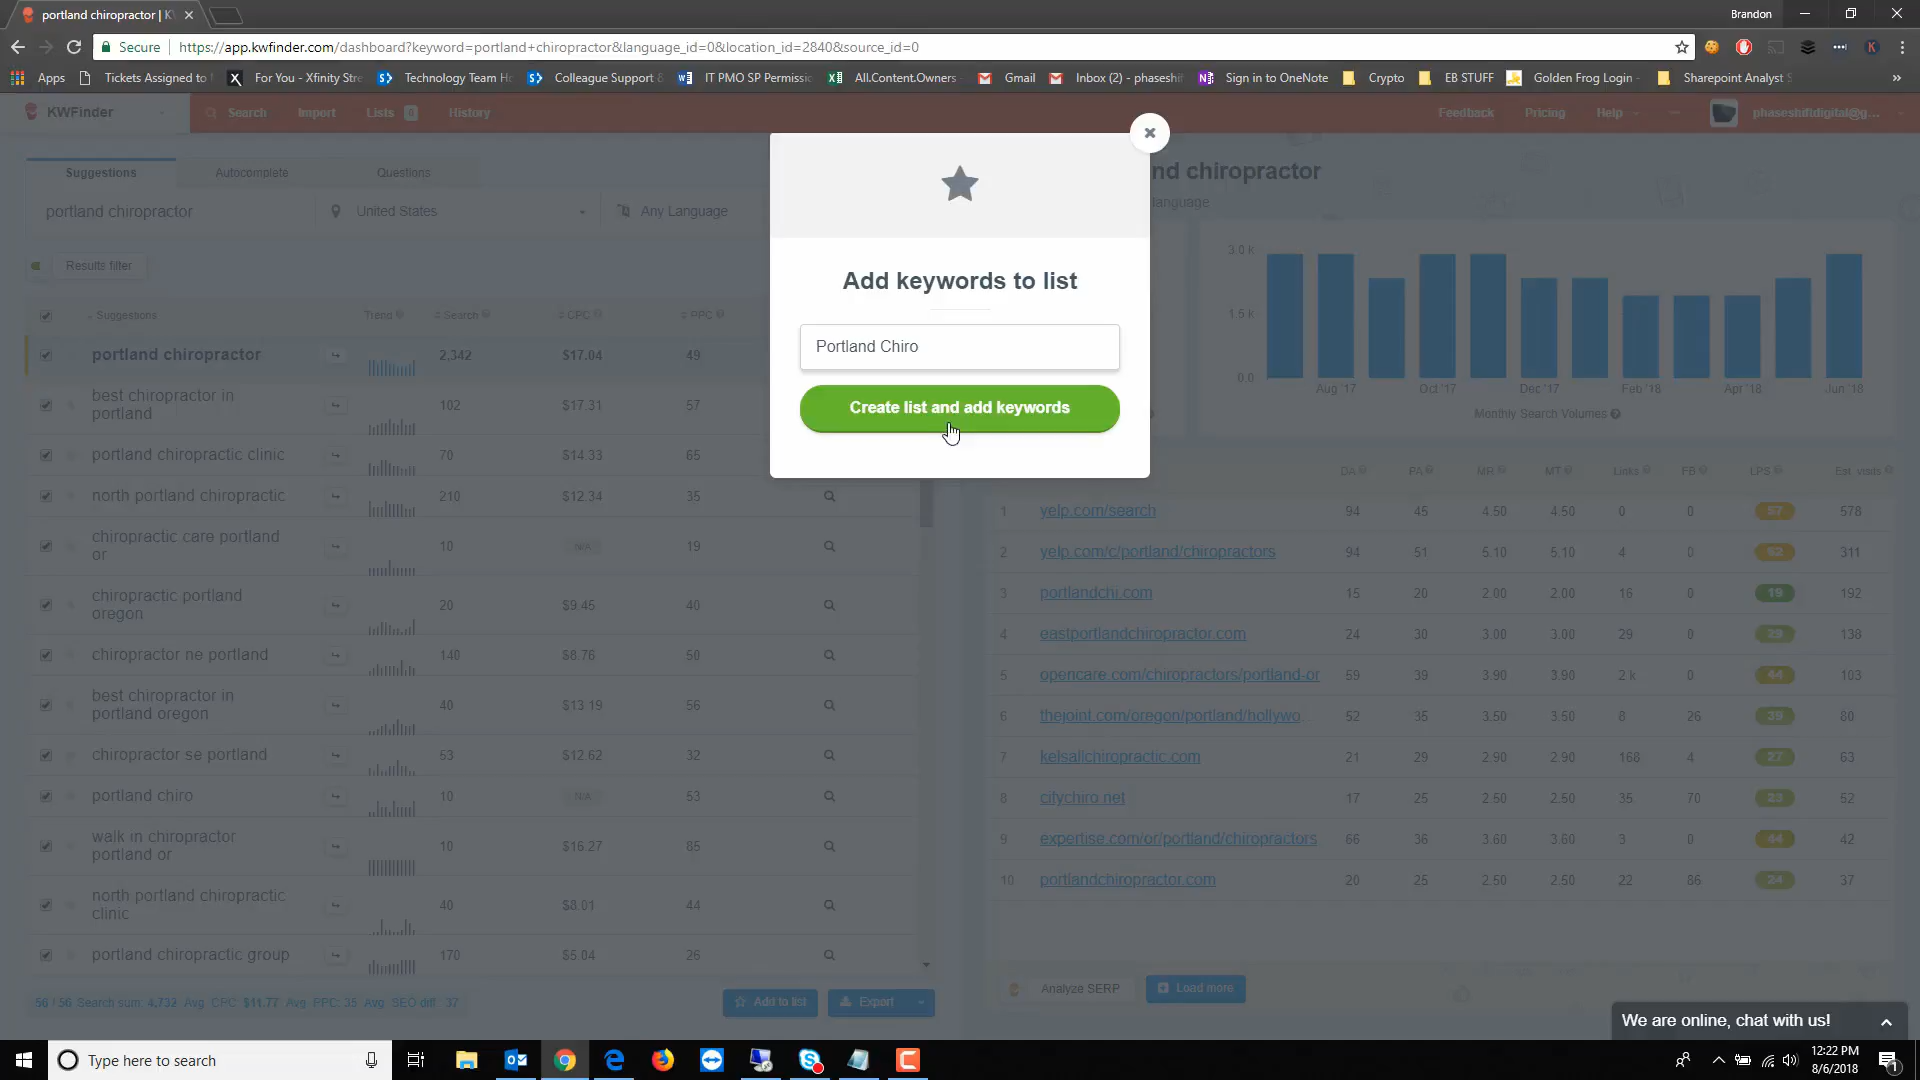 portland chiropractor | K
Brandon
Secure
https://app.kwfinder.com/dashboard?keyword=portland+chiropractor&language_id=0&location_id=2840&source_id=0
Apps
Tickets Assigned to
For You - Xfinity Stre
Technology Team H
Colleague Support &
IT PMO SP Permissi
All.Content.Owners
Gmail
Inbox (2) - phaseshi
Sign in to OneNote
Crypto
EB STUFF
Golden Frog Login -
Sharepoint Analyst
KWFinder
Search
Import
Lists 0
History
Feedback
Pricing
Help
phaseshiftdigital@g...
Suggestions
Autocomplete
Questions
portland chiropractor
United States
Any Language
Results filter
Suggestions Trend Search CPC PPC
portland chiropractor 2,342 $17.04 49
best chiropractor in
portland 102 $17.31 57
portland chiropractic clinic 70 $14.33 65
north portland chiropractic 210 $12.34 35
chiropractic care portland
or 10 N/A 19
chiropractic portland
oregon 20 $9.45 40
chiropractor ne portland 140 $8.76 50
best chiropractor in
portland oregon 40 $13.19 56
chiropractor se portland 53 $12.62 32
portland chiro 10 N/A 53
walk in chiropractor
portland or 10 $16.27 85
north portland chiropractic
clinic 40 $8.01 44
portland chiropractic group 170 $5.04 26
56 / 56 Search sum: 4,732 Avg. CPC: $11.77 Avg. PPC: 35 Avg. SEO diff.: 37
Add to list
Export
Add keywords to list
Portland Chiro
Create list and add keywords
nd chiropractor
language
3.0 k
1.5 k
0.0
Aug '17 Oct '17 Dec '17 Feb '18 Apr '18 Jun '18
Monthly Search Volumes
DA PA MR MT Links FB LPS Est. visits
1 yelp.com/search 94 45 4.50 4.50 0 0 57 578
2 yelp.com/c/portland/chiropractors 94 51 5.10 5.10 4 0 62 311
3 portlandchi.com 15 20 2.00 2.00 16 0 19 192
4 eastportlandchiropractor.com 24 30 3.00 3.00 29 0 29 138
5 opencare.com/chiropractors/portland-or 59 39 3.90 3.90 2 k 0 44 103
6 thejoint.com/oregon/portland/hollywo... 52 35 3.50 3.50 8 26 39 80
7 kelsallchiropractic.com 21 29 2.90 2.90 168 4 27 63
8 citychiro.net 17 25 2.50 2.50 35 70 23 52
9 expertise.com/or/portland/chiropractors 66 36 3.60 3.60 3 0 44 42
10 portlandchiropractor.com 20 25 2.50 2.50 22 86 24 37
Analyze SERP
Load more
We are online, chat with us!
Type here to search
12:22 PM
8/6/2018
1